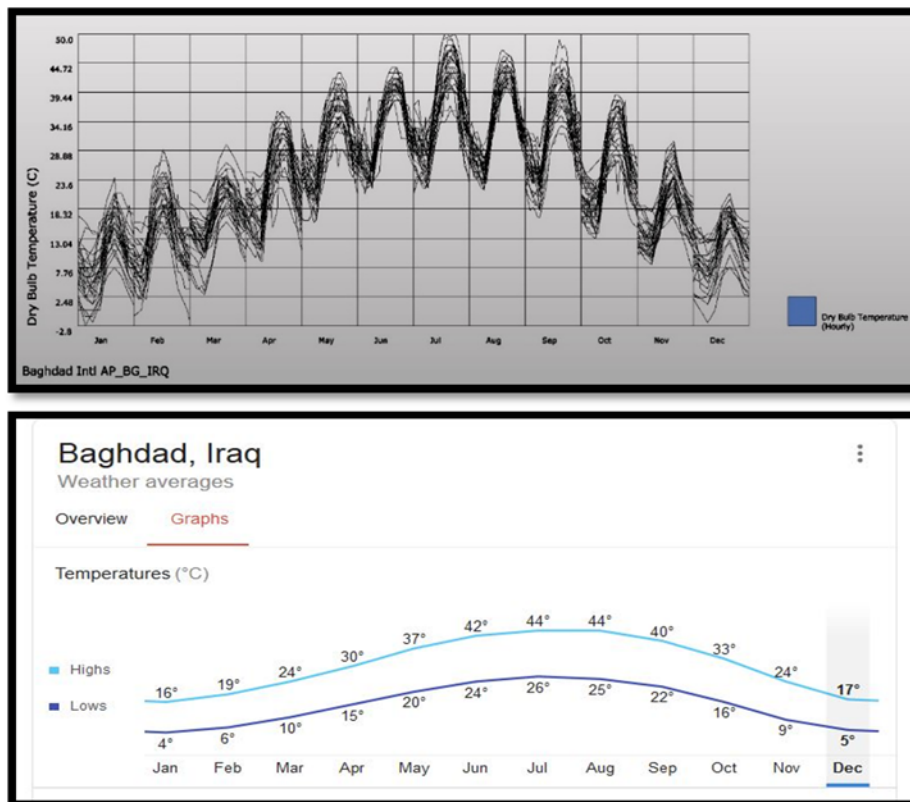 50.0
44.72
39.44
34.16
28.88
23.6
18.32
13.04
7.76
2.48
-2.8
Dry Bulb Temperature (C)
Jan Feb Mar Apr May Jun Jul Aug Sep Oct Nov Dec
Dry Bulb Temperature
(Hourly)
Baghdad Intl AP_BG_IRQ
Baghdad, Iraq
Weather averages
Overview Graphs
Temperatures (°C)
Highs
Lows
16° 19° 24° 30° 37° 42° 44° 44° 40° 33° 24° 17°
4° 6° 10° 15° 20° 24° 26° 25° 22° 16° 9° 5°
Jan Feb Mar Apr May Jun Jul Aug Sep Oct Nov Dec